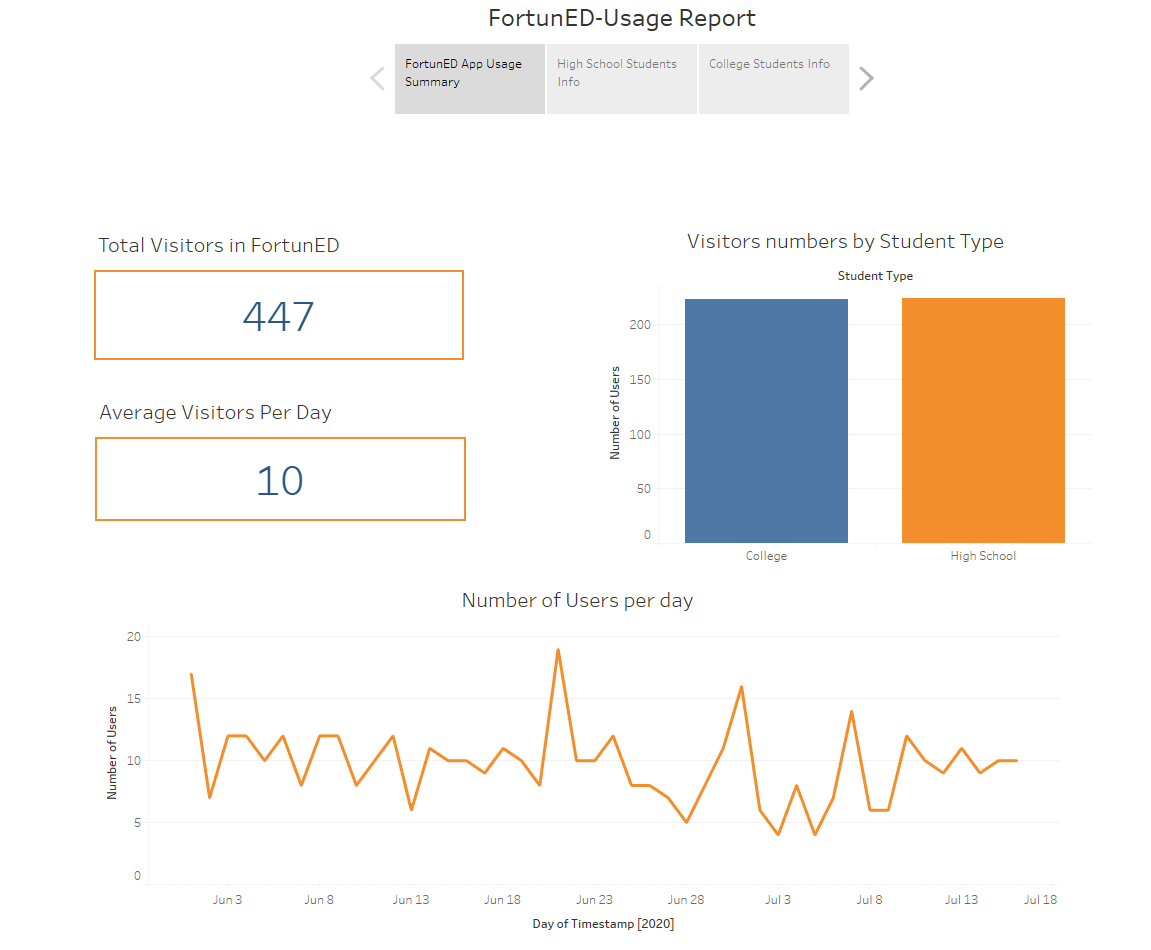 FortunED-Usage Report
FortunED App Usage
Summary
High School Students
Info
College Students Info
Total Visitors in FortunED
447
Average Visitors Per Day
10
Visitors numbers by Student Type
Student Type
Number of Users
200
150
100
50
0
College
High School
Number of Users per day
Number of Users
20
15
10
5
0
Jun 3
Jun 8
Jun 13
Jun 18
Jun 23
Jun 28
Jul 3
Jul 8
Jul 13
Jul 18
Day of Timestamp [2020]